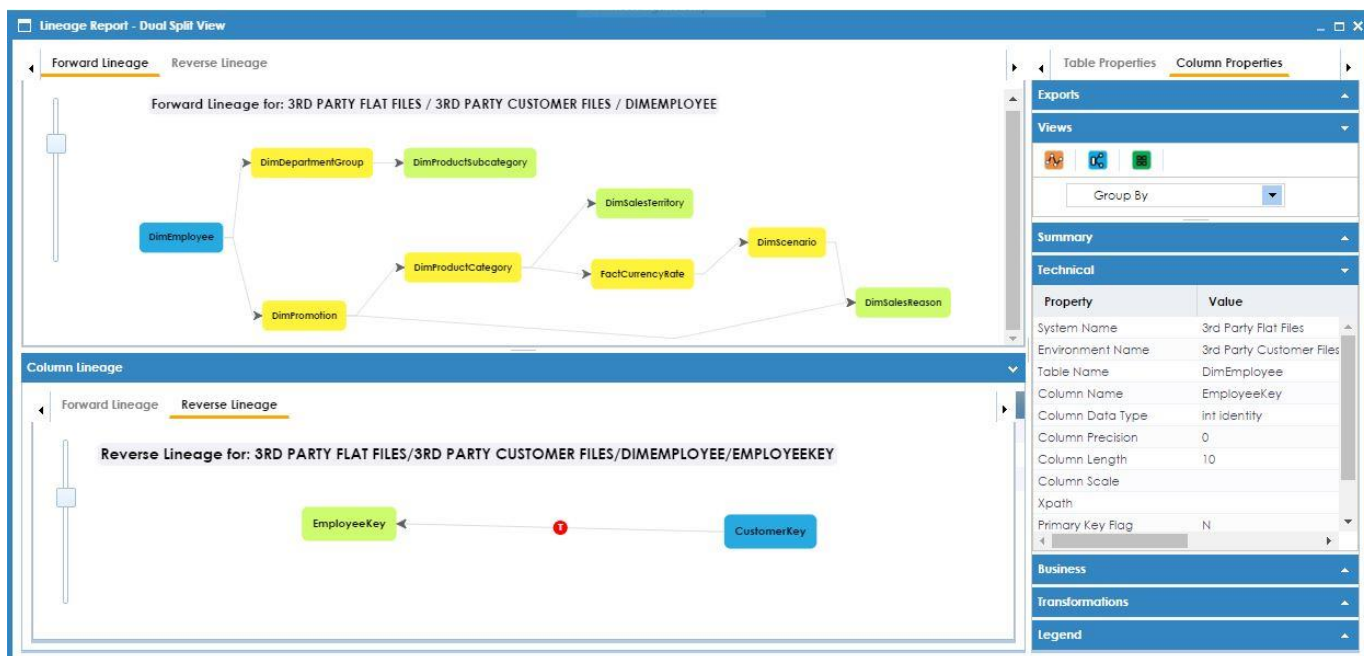 Lineage Report - Dual Split View
Forward Lineage Reverse Lineage
Forward Lineage for: 3RD PARTY FLAT FILES / 3RD PARTY CUSTOMER FILES / DIMEMPLOYEE
DimDepartmentGroup
DimProductSubcategory
DimSalesTerritory
DimEmployee
DimScenario
DimProductCategory
FactCurrencyRate
DimSalesReason
DimPromotion
Column Lineage
Forward Lineage Reverse Lineage
Reverse Lineage for: 3RD PARTY FLAT FILES/3RD PARTY CUSTOMER FILES/DIMEMPLOYEE/EMPLOYEEKEY
EmployeeKey
T
CustomerKey
Table Properties Column Properties
Exports
Views
Group By
Summary
Technical
Property Value
System Name 3rd Party Flat Files
Environment Name 3rd Party Customer Files
Table Name DimEmployee
Column Name EmployeeKey
Column Data Type int identity
Column Precision 0
Column Length 10
Column Scale
Xpath
Primary Key Flag N
Business
Transformations
Legend